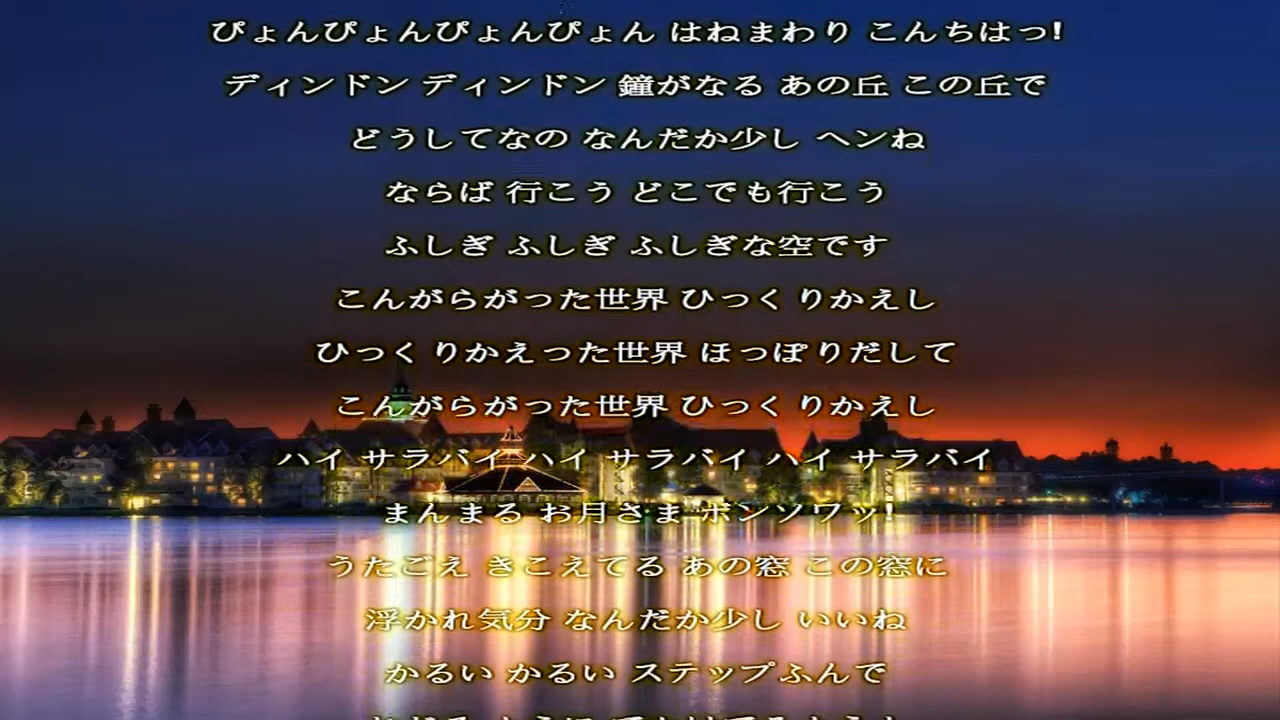 ぴょんぴょんぴょんぴょん はねまわり こんちはっ!
ディンドン ディンドン 鐘がなる あの丘 この丘で
どうしてなの なんだか少し ヘンね
ならば 行こう どこでも行こう
ふしぎ ふしぎ ふしぎな空です
こんがらがった世界 ひっくりかえし
ひっくりかえった世界 ほっぽりだして
こんがらがった世界 ひっくりかえし
ハイ サラバイ ハイ サラバイ ハイ サラバイ
まんまる お月さま ボンソワッ!
うたごえ きこえてる あの窓 この窓に
浮かれ気分 なんだか少し いいね
かるい かるい ステップふんで